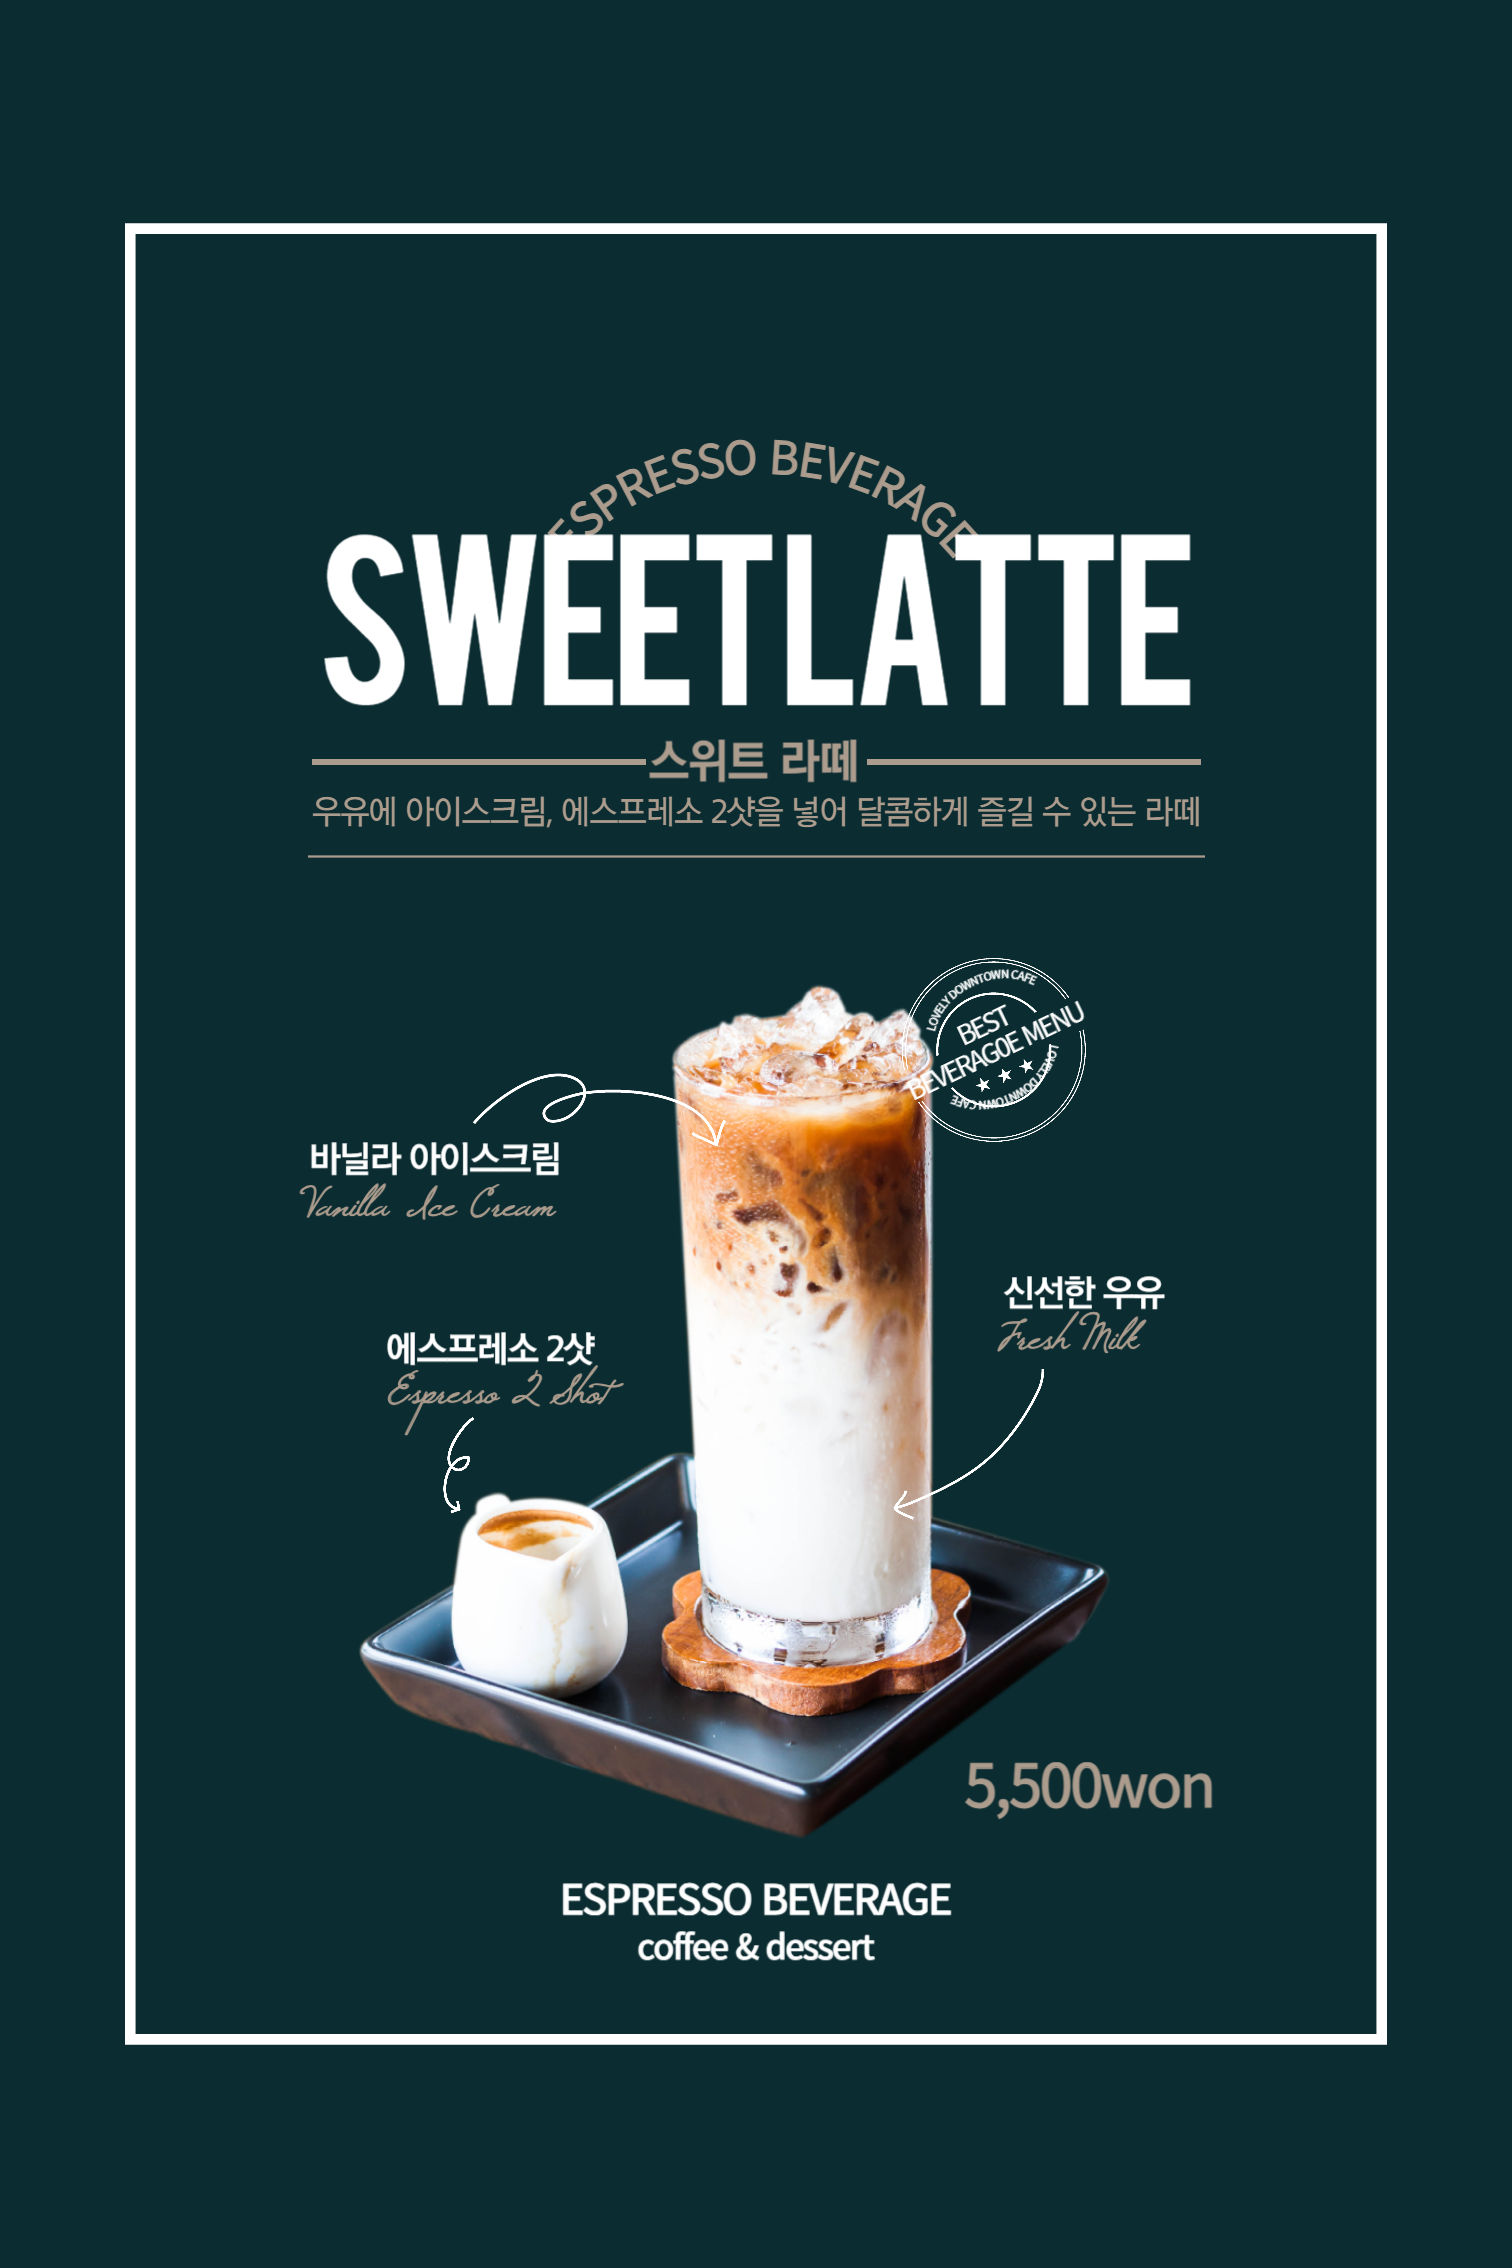 ESPRESSO BEVERAGE
SWEETLATTE
스위트 라떼
우유에 아이스크림, 에스프레소 2샷을 넣어 달콤하게 즐길 수 있는 라떼
LOVELY DOWNTOWN CAFE
BEST
BEVERAG0E MENU
★ ★ ★
LOVELY DOWNTOWN CAFE
바닐라 아이스크림
Vanilla Ice Cream
신선한 우유
Fresh Milk
에스프레소 2샷
Espresso 2 Shot
5,500won
ESPRESSO BEVERAGE
coffee & dessert